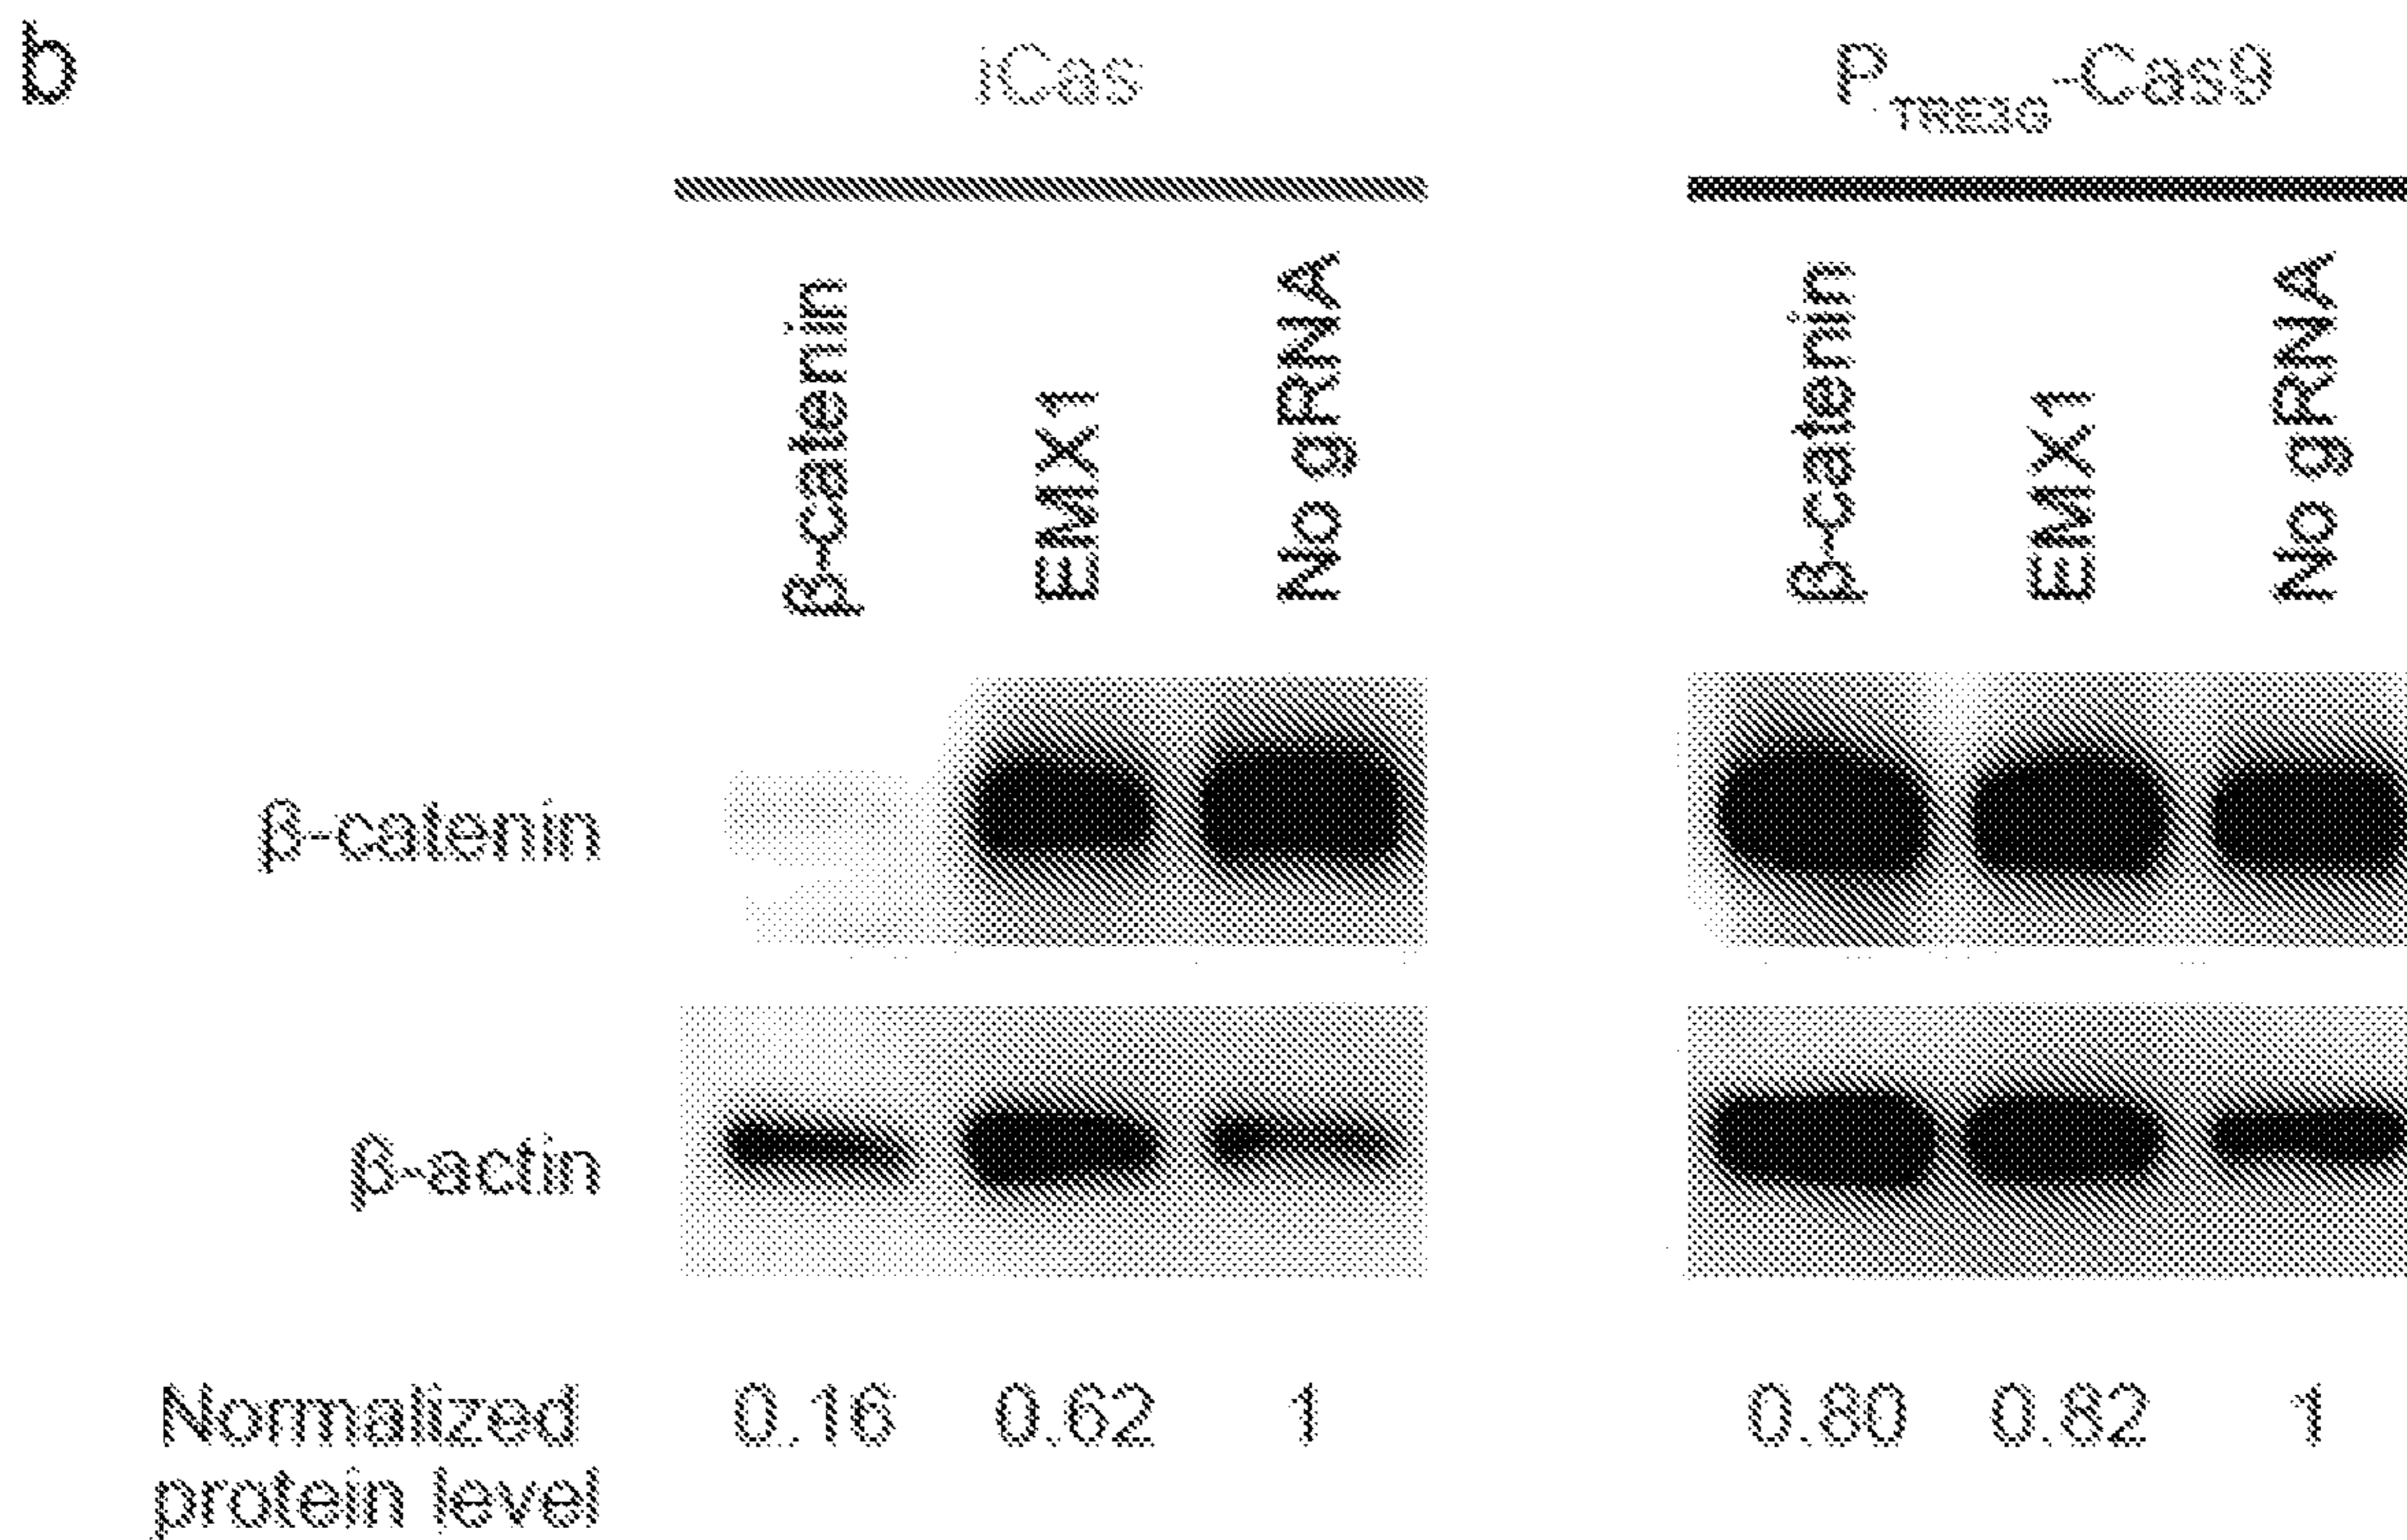 b
iCas
P TRE3G-Cas9
β-catenin
EMX1
No gRNA
β-catenin
EMX1
No gRNA
β-catenin
β-actin
Normalized
protein level
0.16 0.62 1
0.80 0.82 1